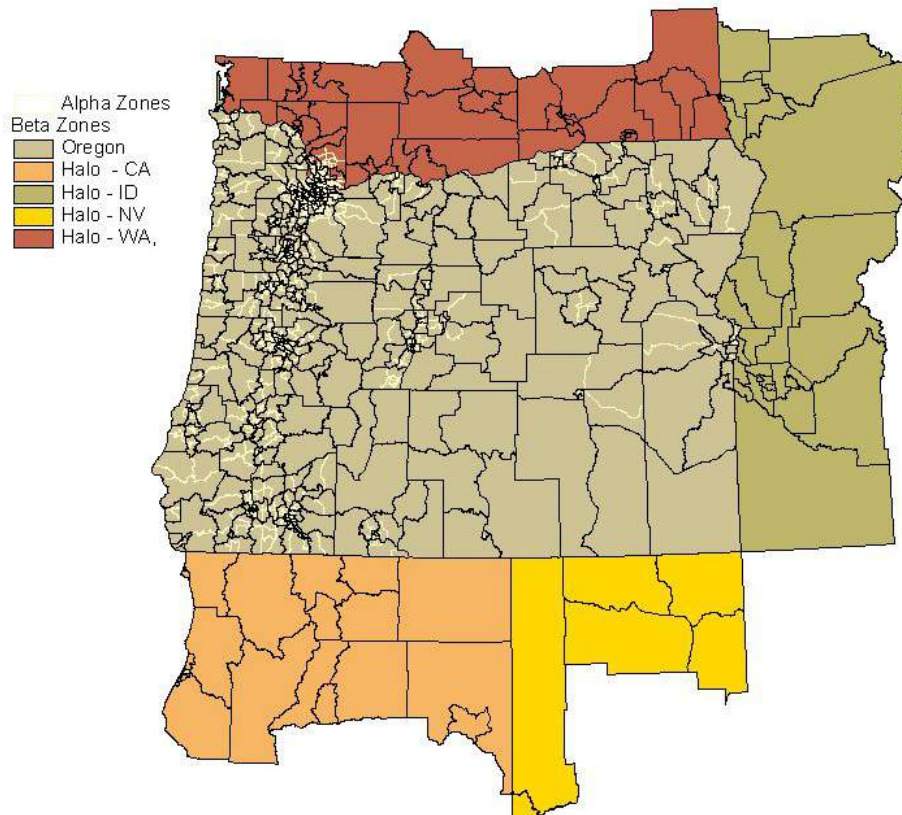 Alpha Zones
Beta Zones
Oregon
Halo - CA
Halo - ID
Halo - NV
Halo - WA,